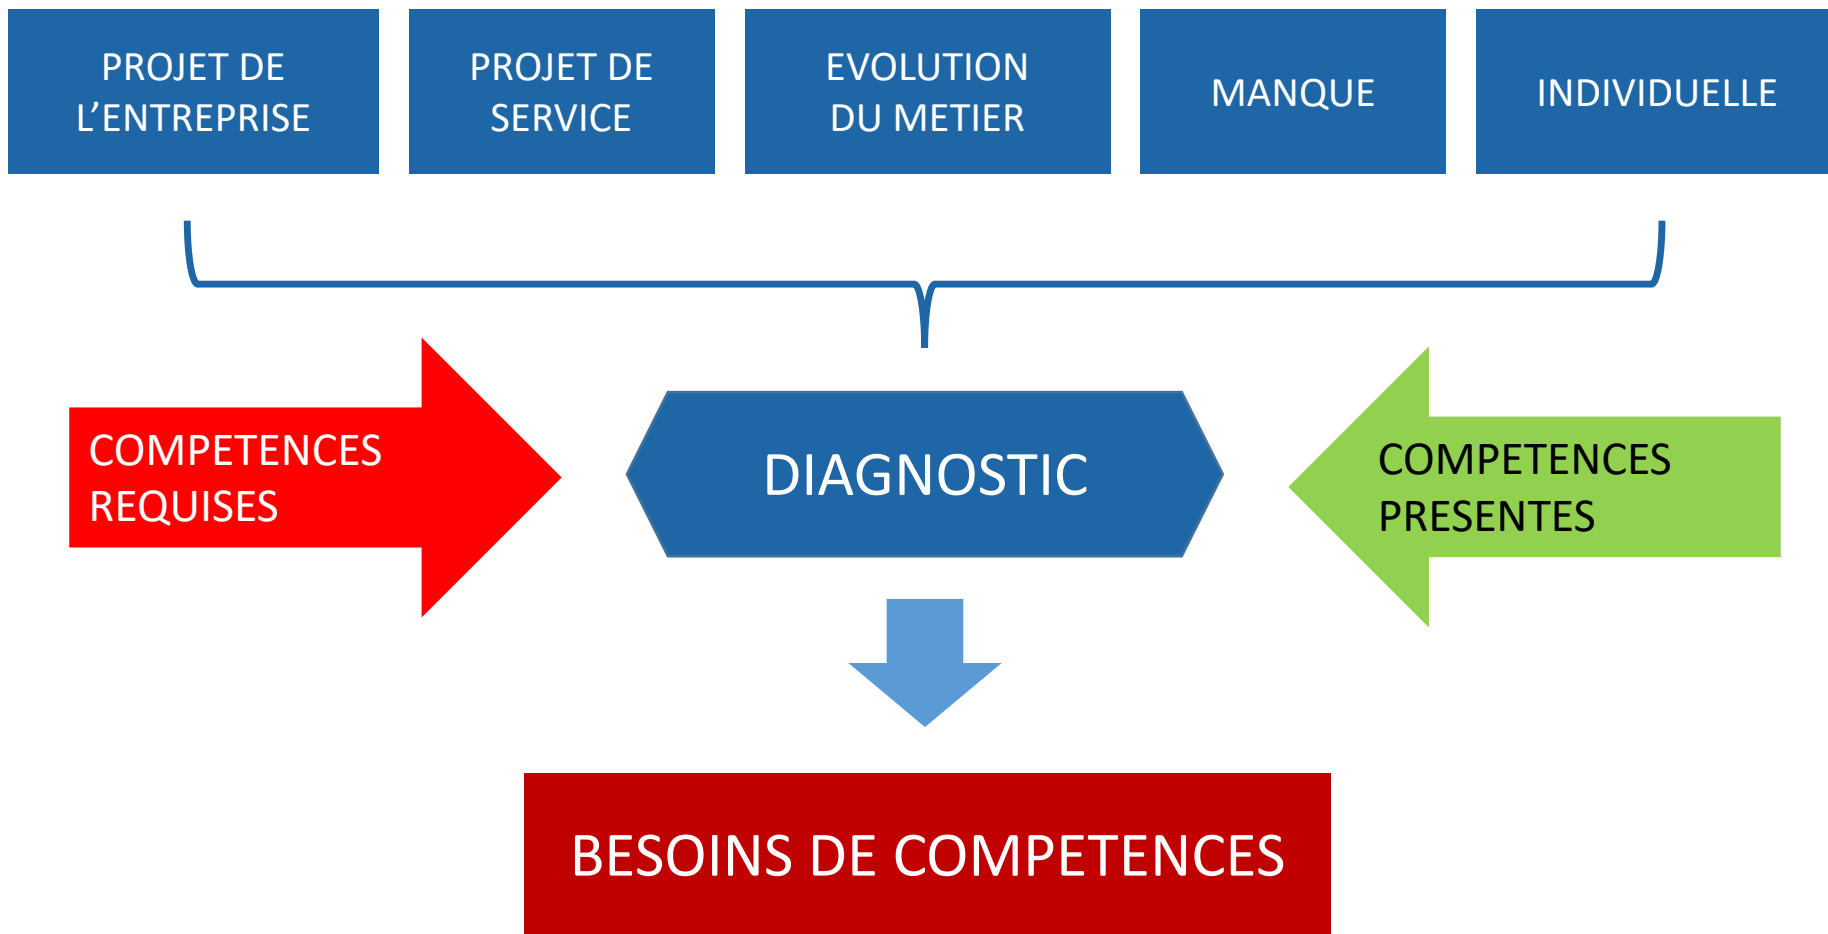 PROJET DE
L’ENTREPRISE
PROJET DE
SERVICE
EVOLUTION
DU METIER
MANQUE
INDIVIDUELLE
COMPETENCES
REQUISES
DIAGNOSTIC
COMPETENCES
PRESENTES
BESOINS DE COMPETENCES